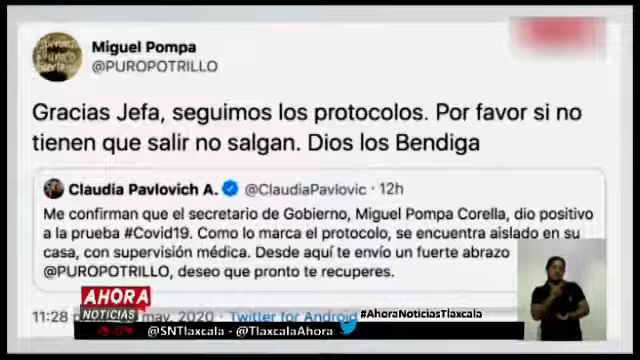 Miguel Pompa
@PUROPOTRILLO
Gracias Jefa, seguimos los protocolos. Por favor si no
tienen que salir no salgan. Dios los Bendiga
Claudia Pavlovich A. @ClaudiaPavlovic · 12h
Me confirman que el secretario de Gobierno, Miguel Pompa Corella, dio positivo
a la prueba #Covid19. Como lo marca el protocolo, se encuentra aislado en su
casa, con supervisión médica. Desde aquí te envío un fuerte abrazo
@PUROPOTRILLO, deseo que pronto te recuperes.
11:28 may, 2020 · Twitter for Android
#AhoraNoticiasTlaxcala
AHORA
NOTICIAS
@SNTlaxcala - @TlaxcalaAhora